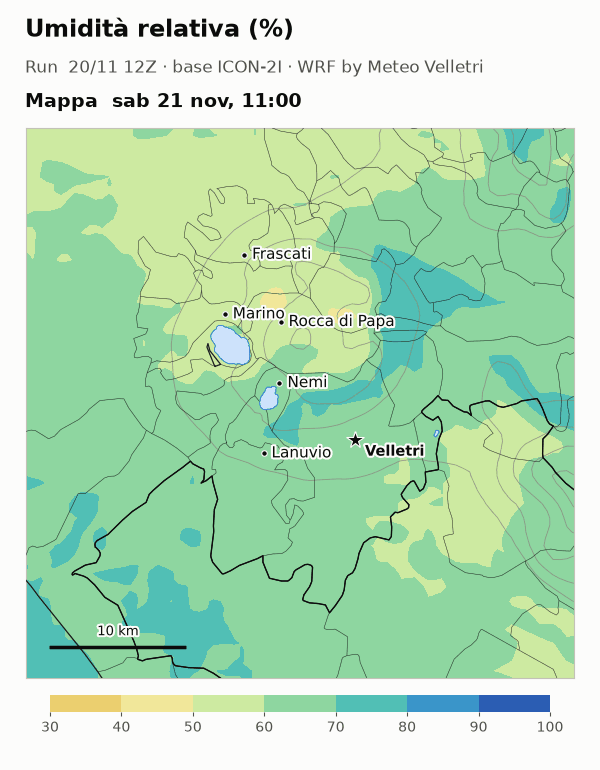 Umidità relativa (%)
Run  20/11 12Z · base ICON-2I · WRF by Meteo Velletri
Mappa  sab 21 nov, 11:00
Frascati
Marino
Rocca di Papa
Nemi
Velletri
Lanuvio
10 km
30 40 50 60 70 80 90 100